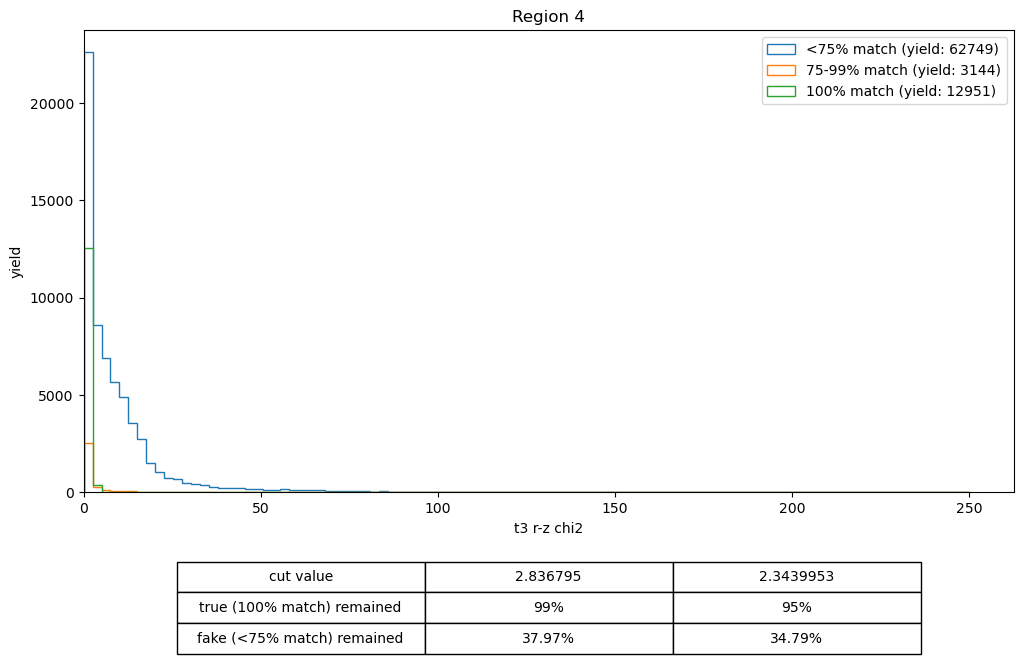 Region 4
<75% match (yield: 62749)
75-99% match (yield: 3144)
100% match (yield: 12951)
yield
20000
15000
10000
5000
0
0 50 100 150 200 250
t3 r-z chi2
cut value 2.836795 2.3439953
true (100% match) remained 99% 95%
fake (<75% match) remained 37.97% 34.79%